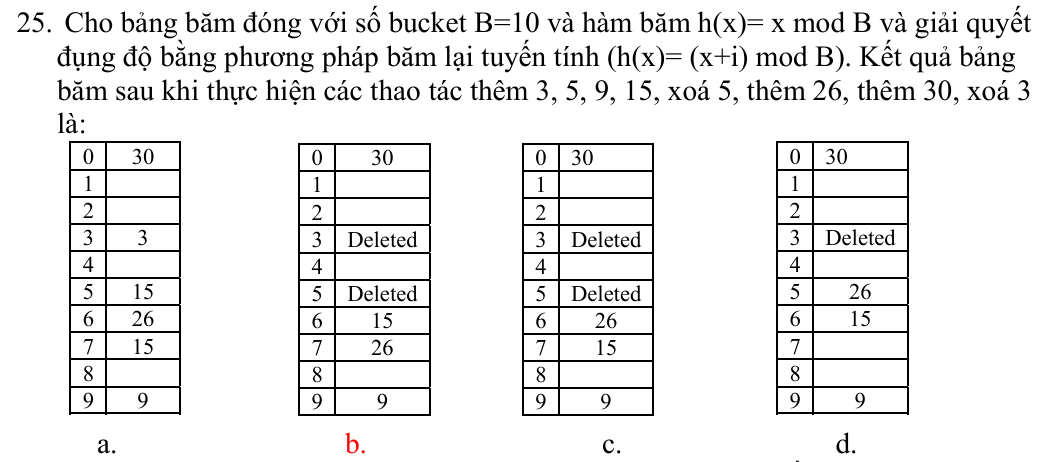 25. Cho bảng băm đóng với số bucket B=10 và hàm băm h(x)= x mod B và giải quyết
đụng độ bằng phương pháp băm lại tuyến tính (h(x)= (x+i) mod B). Kết quả bảng
băm sau khi thực hiện các thao tác thêm 3, 5, 9, 15, xoá 5, thêm 26, thêm 30, xoá 3
là:
0 30 0 30 0 30 0 30
1 1 1 1
2 2 2 2
3 3 3 Deleted 3 Deleted 3 Deleted
4 4 4 4
5 15 5 Deleted 5 Deleted 5 26
6 26 6 15 6 26 6 15
7 15 7 26 7 15 7
8 8 8 8
9 9 9 9 9 9 9 9
a. b. c. d.